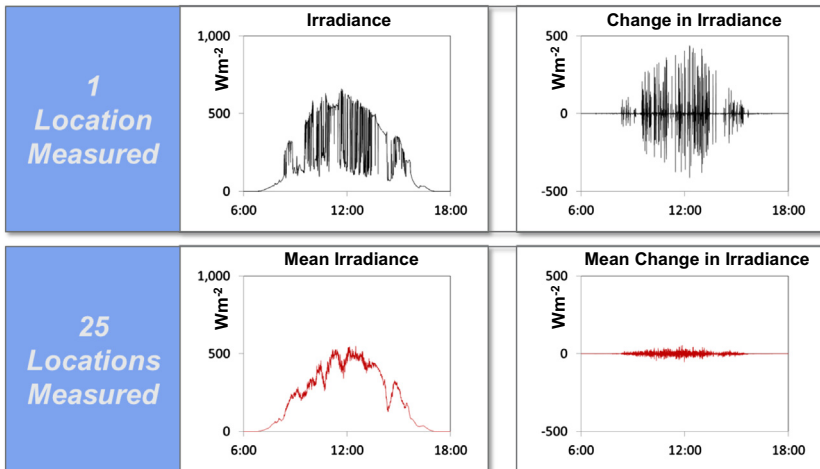 1
Location
Measured
Irradiance
Wm-2
1,000
500
0
6:00 12:00 18:00
Change in Irradiance
Wm-2
500
0
-500
6:00 12:00 18:00
25
Locations
Measured
Mean Irradiance
Wm-2
1,000
500
0
6:00 12:00 18:00
Mean Change in Irradiance
Wm-2
500
0
-500
6:00 12:00 18:00